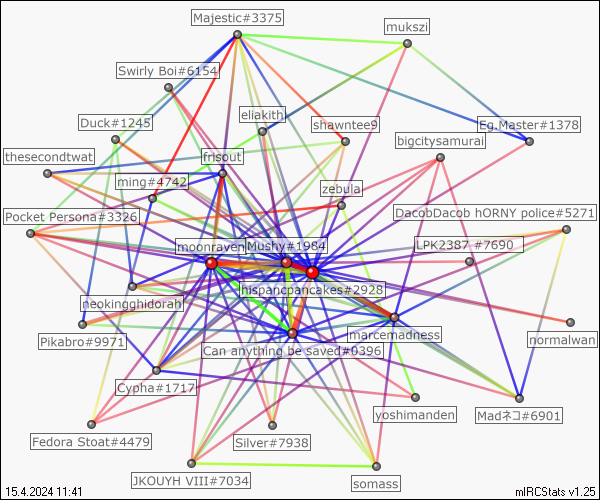 Majestic#3375
mukszi
Swirly Boi#6154
eliakith
Duck#1245
shawntee9
Eg.Master#1378
bigcitysamurai
thesecondtwat
frisout
ming#4742
zebula
Pocket Persona#3326
DacobDacob hORNY police#5271
moonraven
Mushy#1984
LPK2387 #7690
hispancpancakes#2928
neokingghidorah
marcemadness
Pikabro#9971
Can anything be saved#0396
normalwan
Cypha#1717
yoshimanden
Madネコ#6901
Fedora Stoat#4479
Silver#7938
JKOUYH VIII#7034
somass
15.4.2024 11:41
mIRCStats v1.25